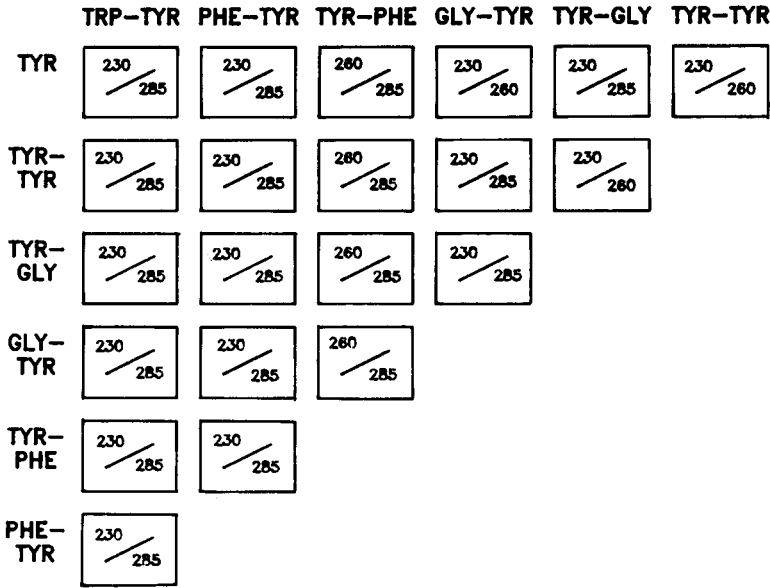 TRP-TYR PHE-TYR TYR-PHE GLY-TYR TYR-GLY TYR-TYR
TYR 230/285 230/285 260/285 230/260 230/285 230/260
TYR-TYR 230/285 230/285 260/285 230/285 230/260
TYR-GLY 230/285 230/285 260/285 230/285
GLY-TYR 230/285 230/285 260/285
TYR-PHE 230/285 230/285
PHE-TYR 230/285